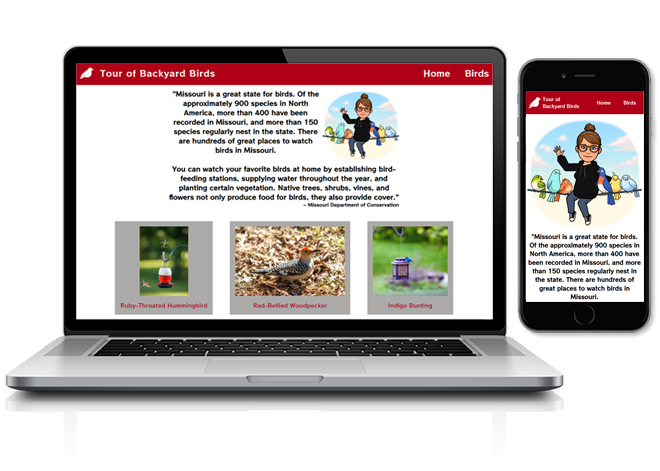 Tour of Backyard Birds
Home Birds
"Missouri is a great state for birds. Of the
approximately 900 species in North
America, more than 400 have been
recorded in Missouri, and more than 150
species regularly nest in the state. There
are hundreds of great places to watch
birds in Missouri.
You can watch your favorite birds at home by establishing bird-
feeding stations, supplying water throughout the year, and
planting certain vegetation. Native trees, shrubs, vines, and
flowers not only produce food for birds, they also provide cover."
~ Missouri Department of Conservation
Ruby-Throated Hummingbird
Red-Bellied Woodpecker
Indigo Bunting
Tour of
Backyard Birds
Home Birds
"Missouri is a great state for birds.
Of the approximately 900 species in
North America, more than 400 have
been recorded in Missouri, and more
than 150 species regularly nest in
the state. There are hundreds of
great places to watch birds in
Missouri.